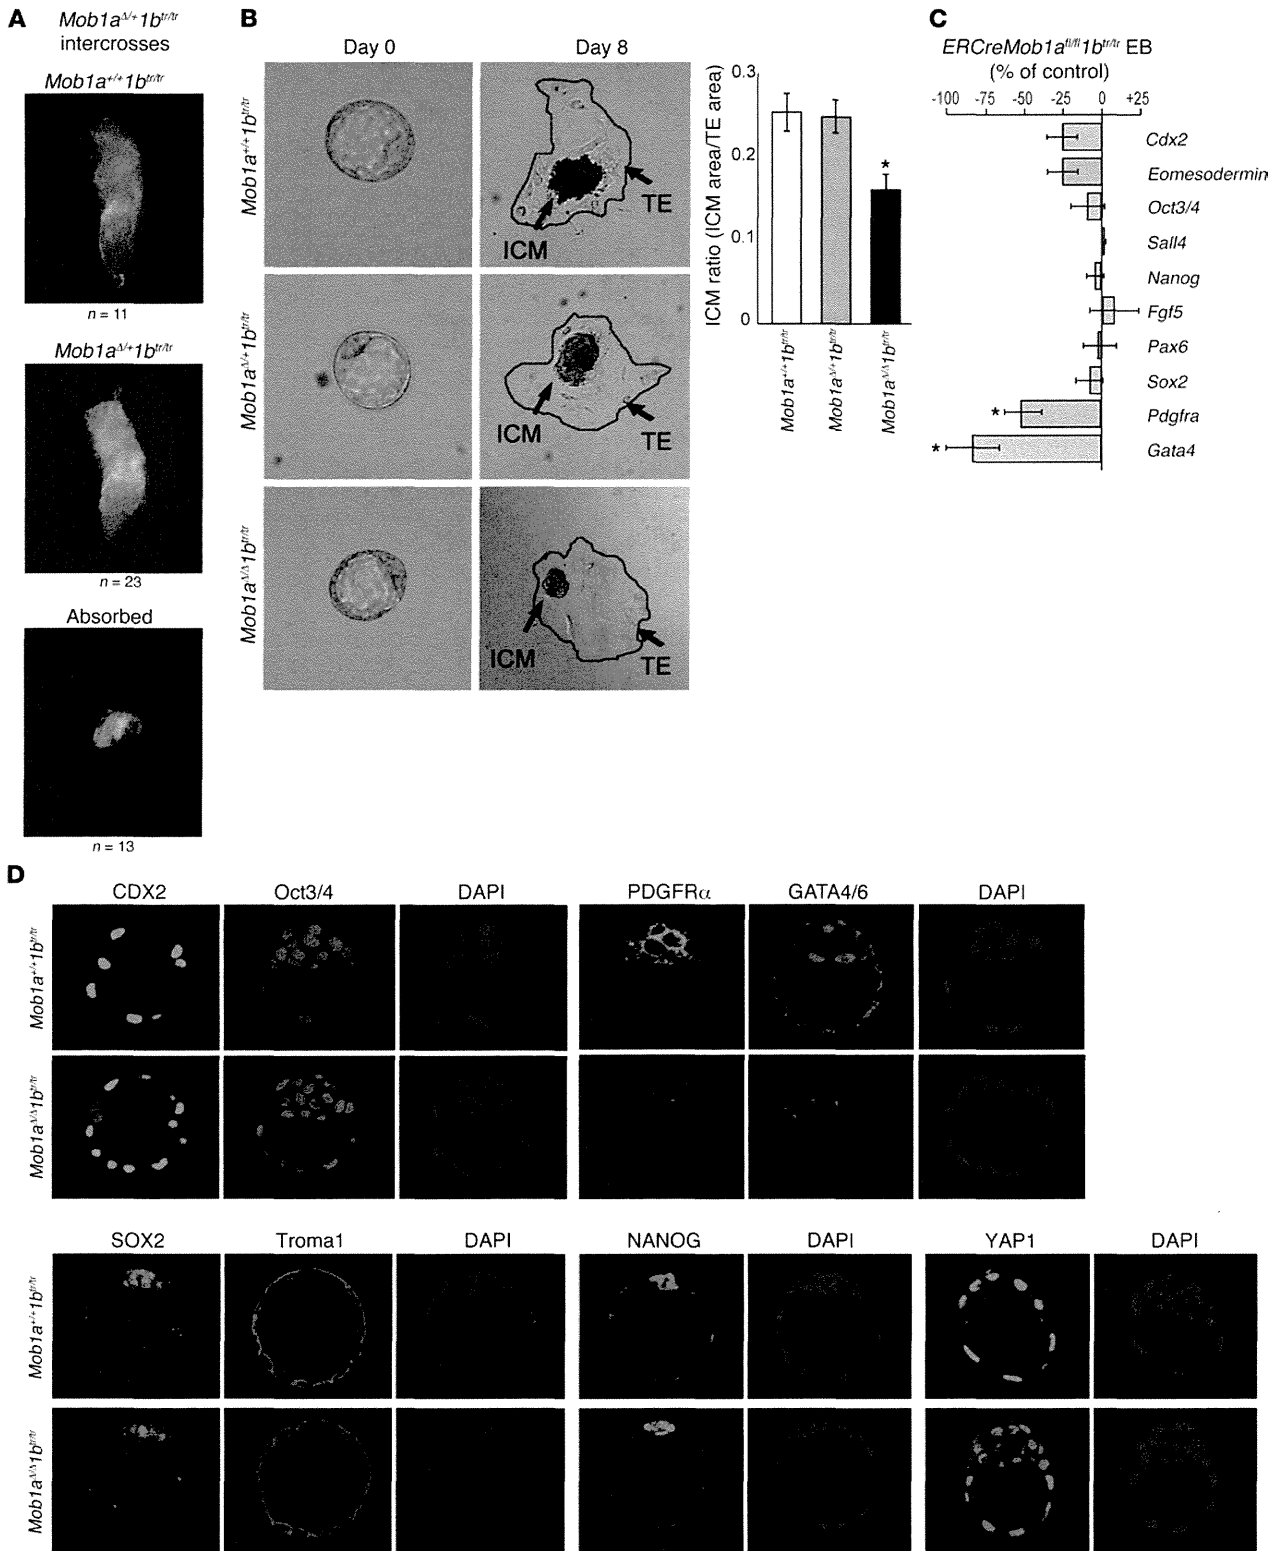 A
Mob1aΔ/+1btr/tr
intercrosses
Mob1a+/+1btr/tr
n = 11
Mob1aΔ/+1btr/tr
n = 23
Absorbed
n = 13
B
Day 0
Day 8
Mob1a+/+1btr/tr
ICM
TE
Mob1aΔ/+1btr/tr
ICM
TE
Mob1aΔ/Δ1btr/tr
ICM
TE
ICM ratio (ICM area/TE area)
0.3
0.2
0.1
0
*
Mob1a+/+1btr/tr
Mob1aΔ/+1btr/tr
Mob1aΔ/Δ1btr/tr
C
ERCreMob1afl/fl1btr/tr EB
(% of control)
-100 -75 -50 -25 0 +25
Cdx2
Eomesodermin
Oct3/4
Sall4
Nanog
Fgf5
Pax6
Sox2
* Pdgfra
* Gata4
D
CDX2 Oct3/4 DAPI PDGFRα GATA4/6 DAPI
Mob1a+/+1btr/tr
Mob1aΔ/Δ1btr/tr
SOX2 Troma1 DAPI NANOG DAPI YAP1 DAPI
Mob1a+/+1btr/tr
Mob1aΔ/Δ1btr/tr